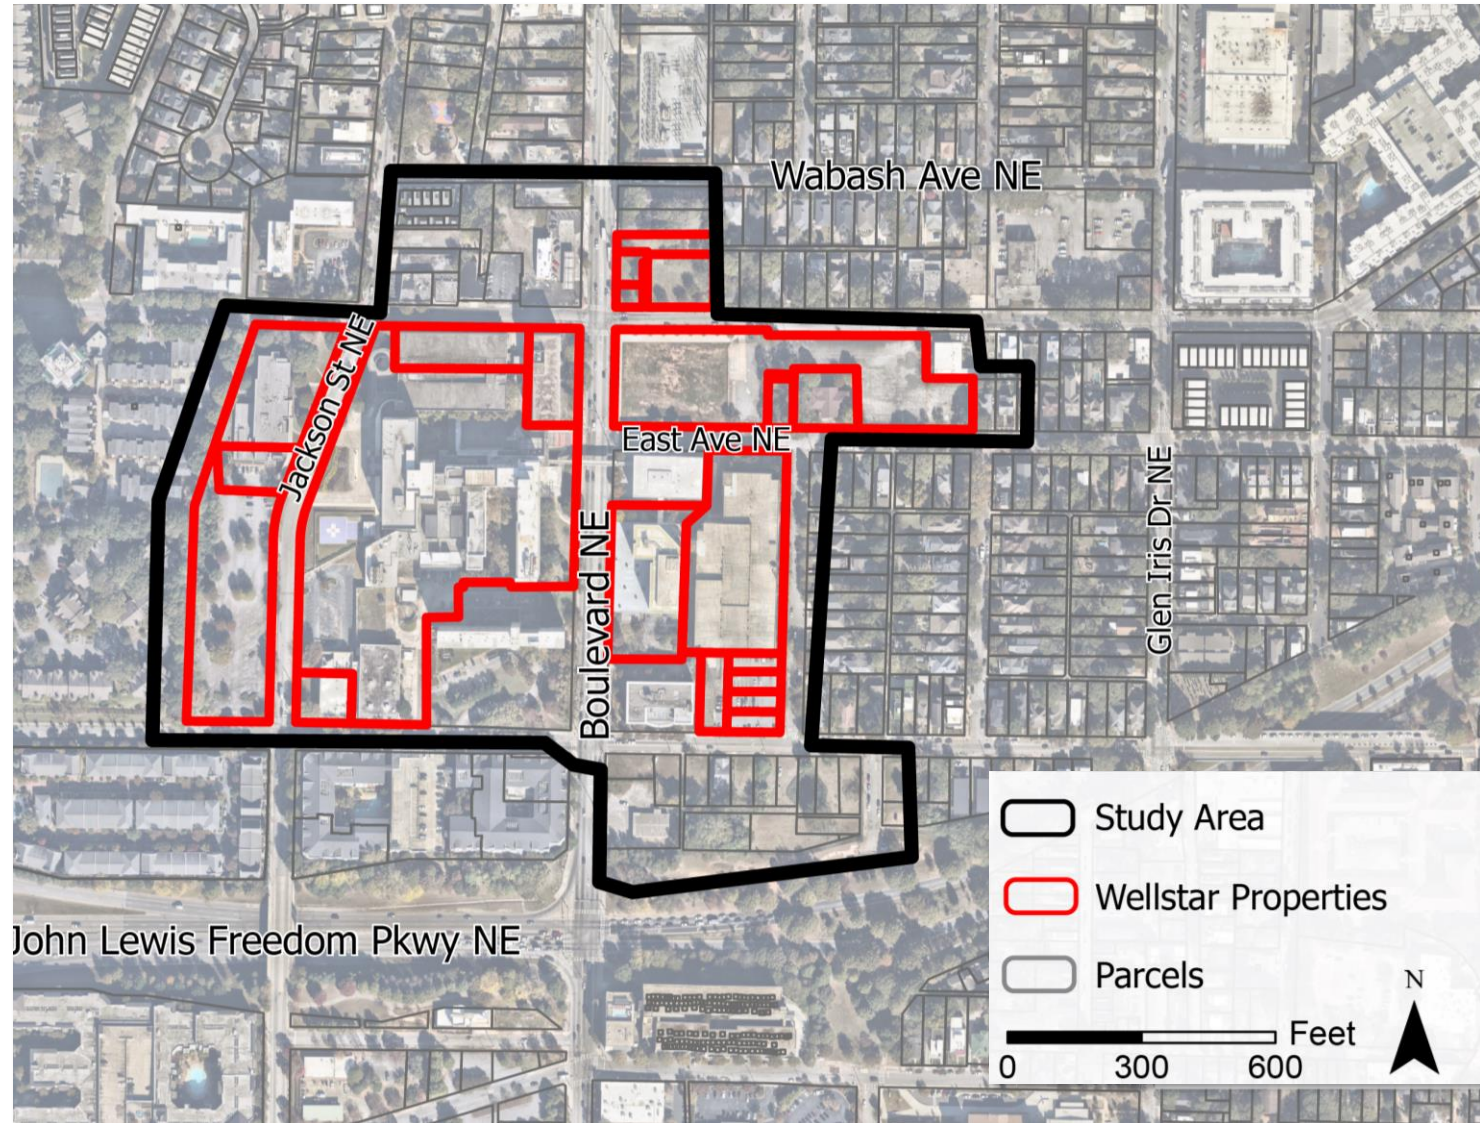 Wabash Ave NE
Jackson St NE
East Ave NE
Boulevard NE
Glen Iris Dr NE
John Lewis Freedom Pkwy NE
Study Area
Wellstar Properties
Parcels
N
Feet
0 300 600